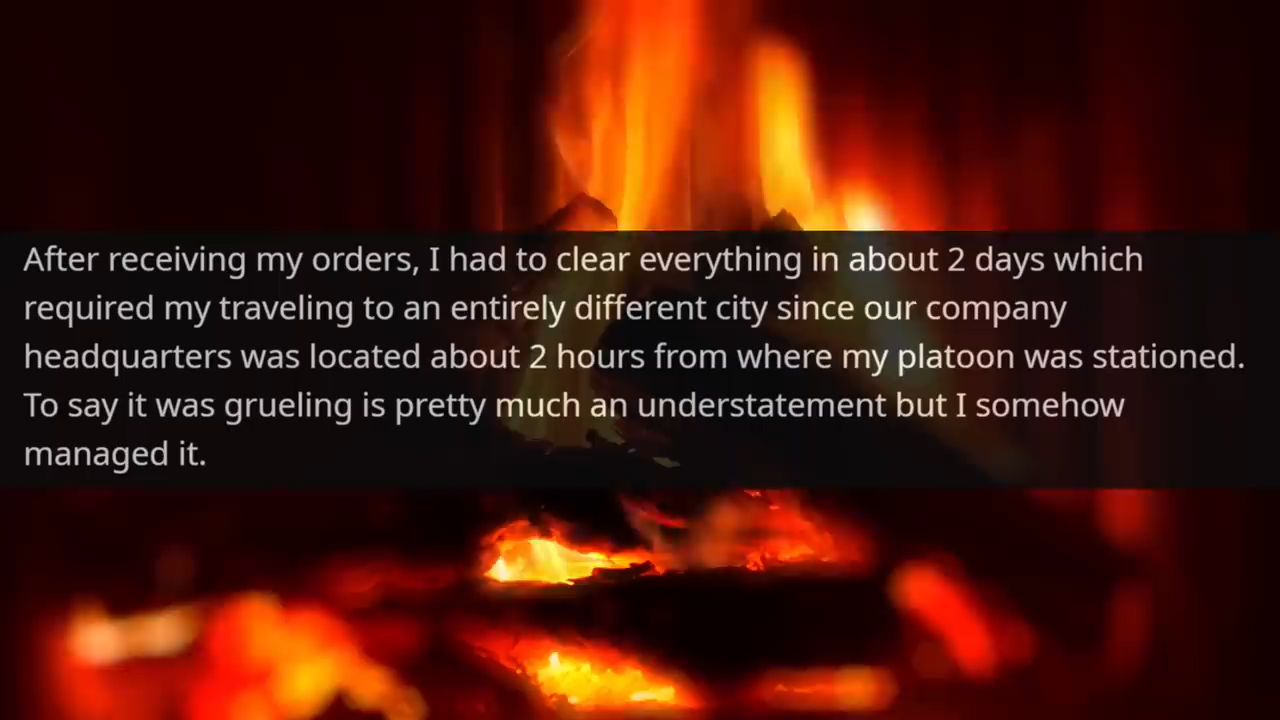 After receiving my orders, I had to clear everything in about 2 days which
required my traveling to an entirely different city since our company
headquarters was located about 2 hours from where my platoon was stationed.
To say it was grueling is pretty much an understatement but I somehow
managed it.